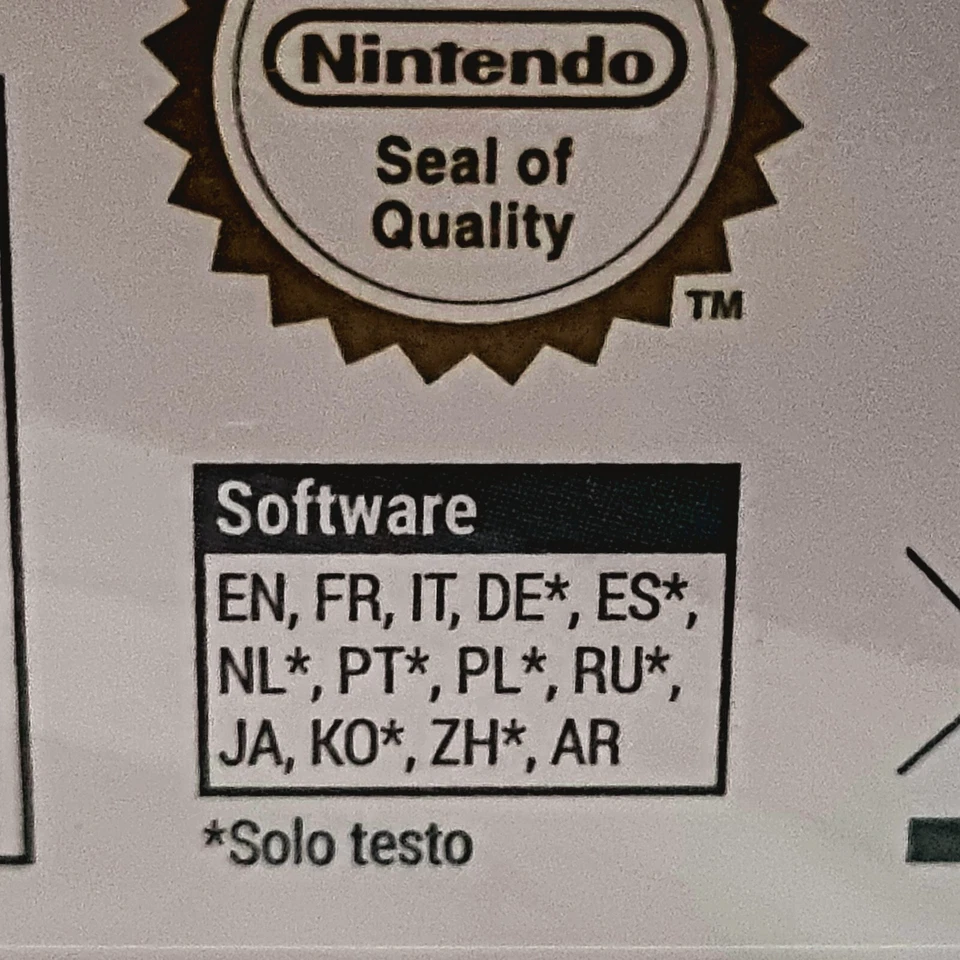 Nintendo
Seal of
Quality
TM
Software
EN, FR, IT, DE*, ES*,
NL*, PT*, PL*, RU*,
JA, KO*, ZH*, AR
*Solo testo